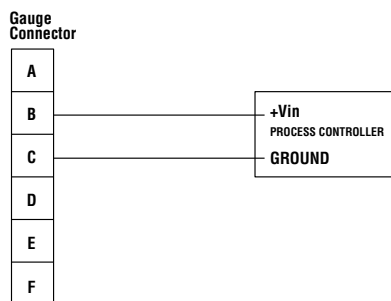 Gauge
Connector
A
B
C
D
E
F
+Vin
PROCESS CONTROLLER
GROUND